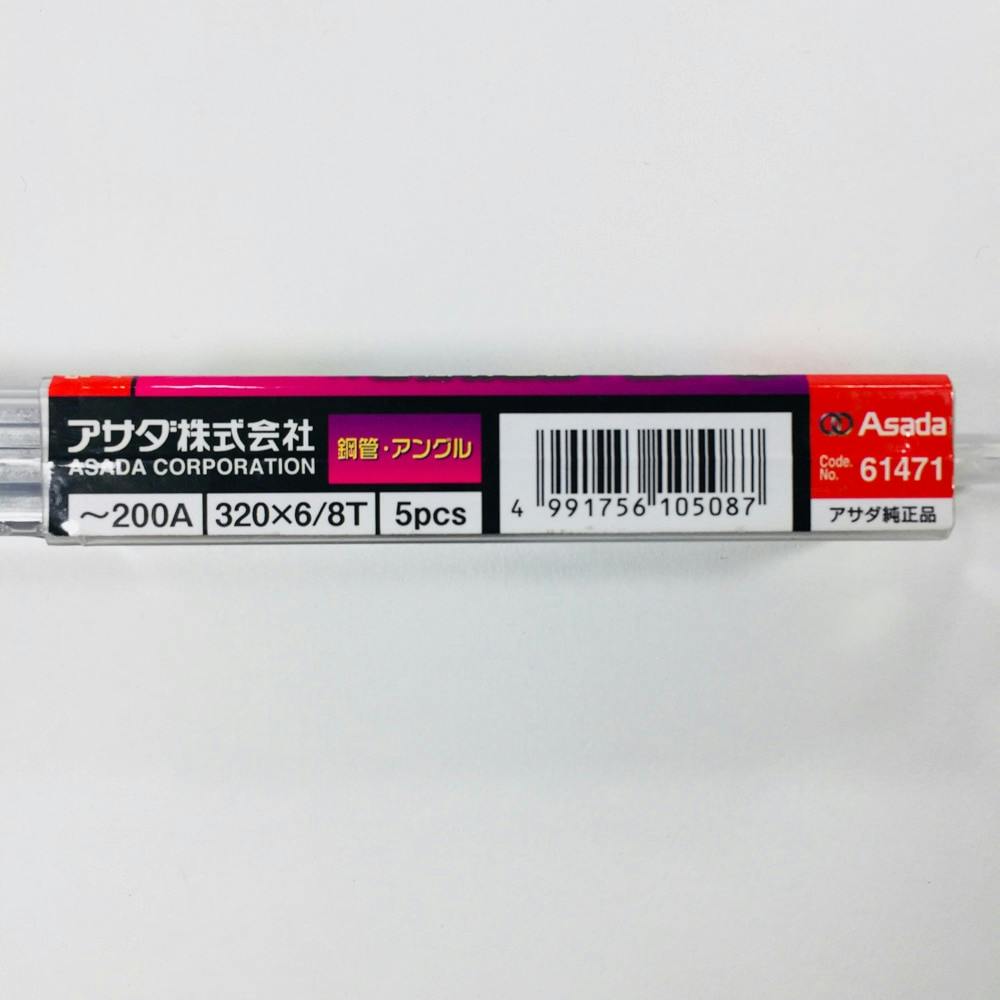 アサダ株式会社
ASADA CORPORATION
鋼管・アングル
～200A
320×6/8T
5pcs
4 991756 105087
Asada
Code. No. 61471
アサダ純正品